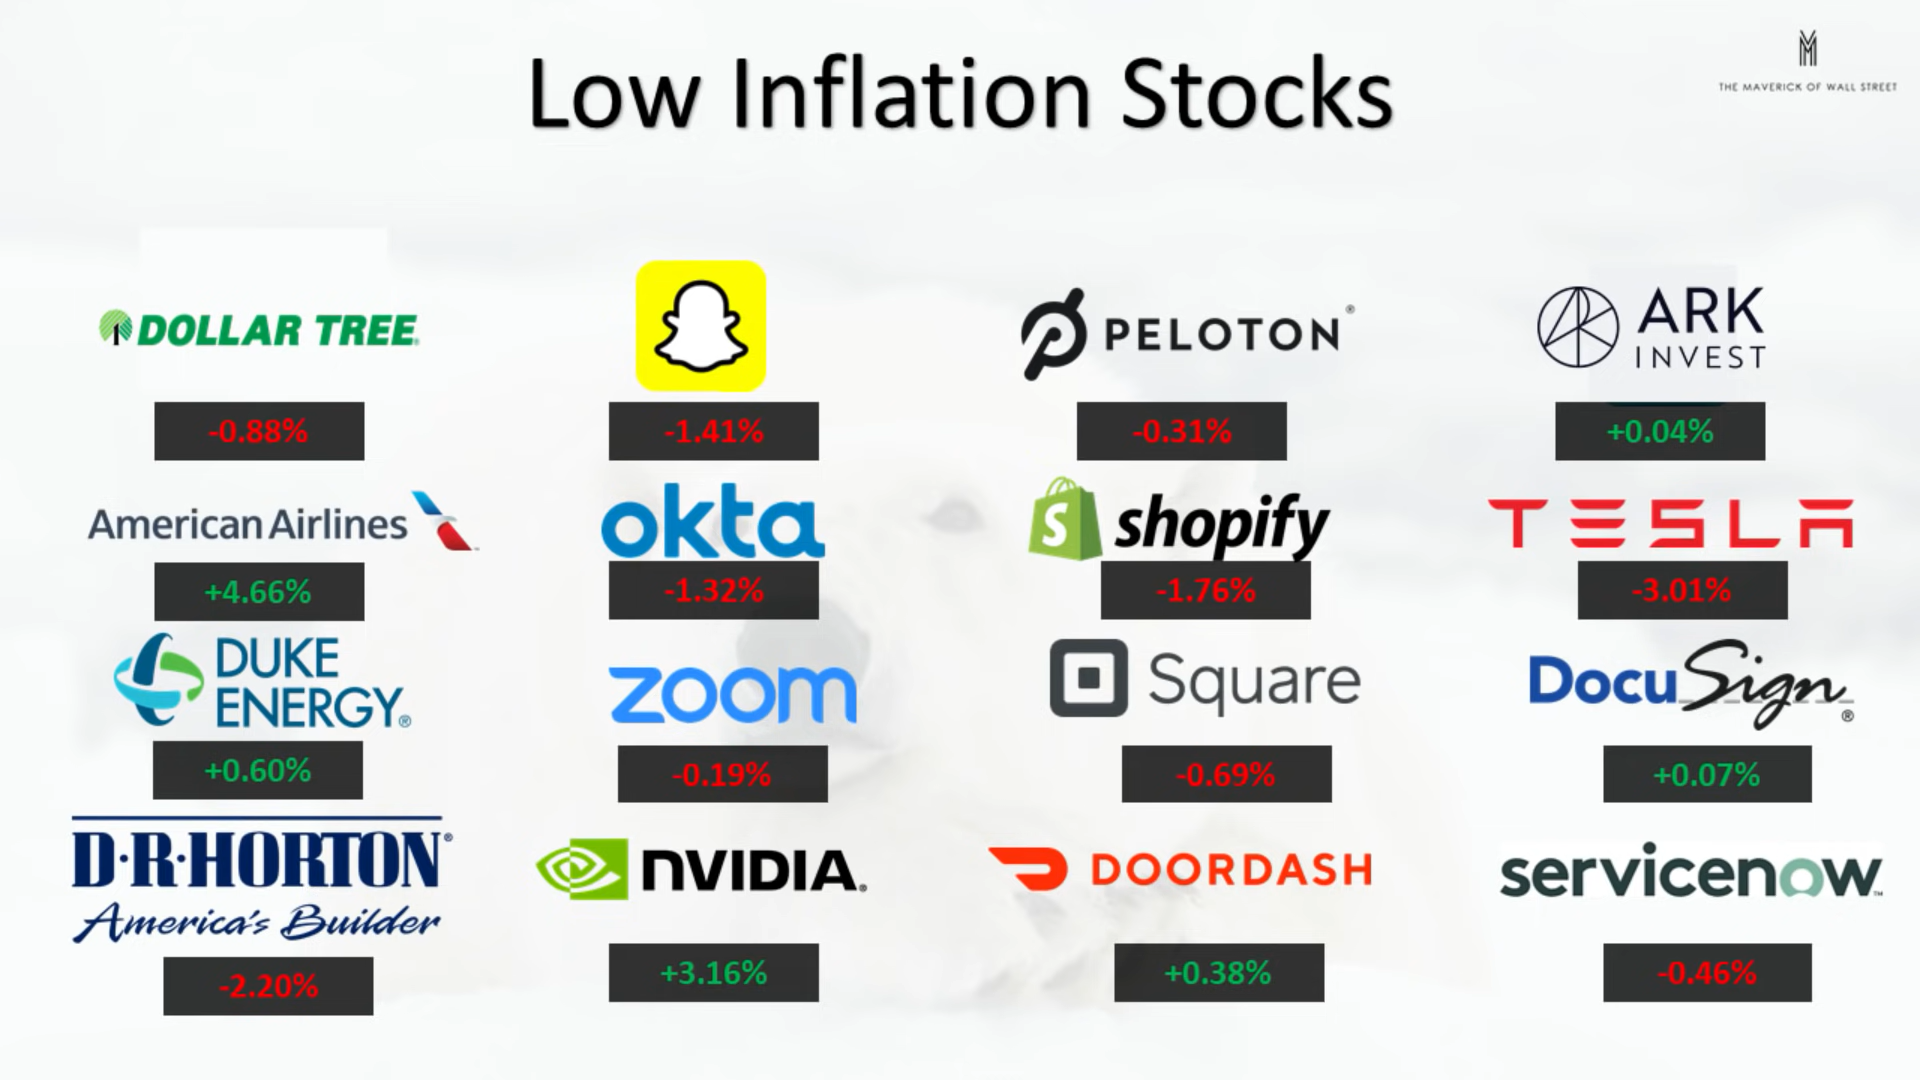 Low Inflation Stocks
THE MAVERICK OF WALL STREET
DOLLAR TREE®
PELOTON®
ARK
INVEST
-0.88%
-1.41%
-0.31%
+0.04%
American Airlines
okta
shopify
TESLA
+4.66%
-1.32%
-1.76%
-3.01%
DUKE
ENERGY®
zoom
Square
DocuSign®
+0.60%
-0.19%
-0.69%
+0.07%
D·R·HORTON®
America's Builder
NVIDIA®
DOORDASH
servicenow™
-2.20%
+3.16%
+0.38%
-0.46%